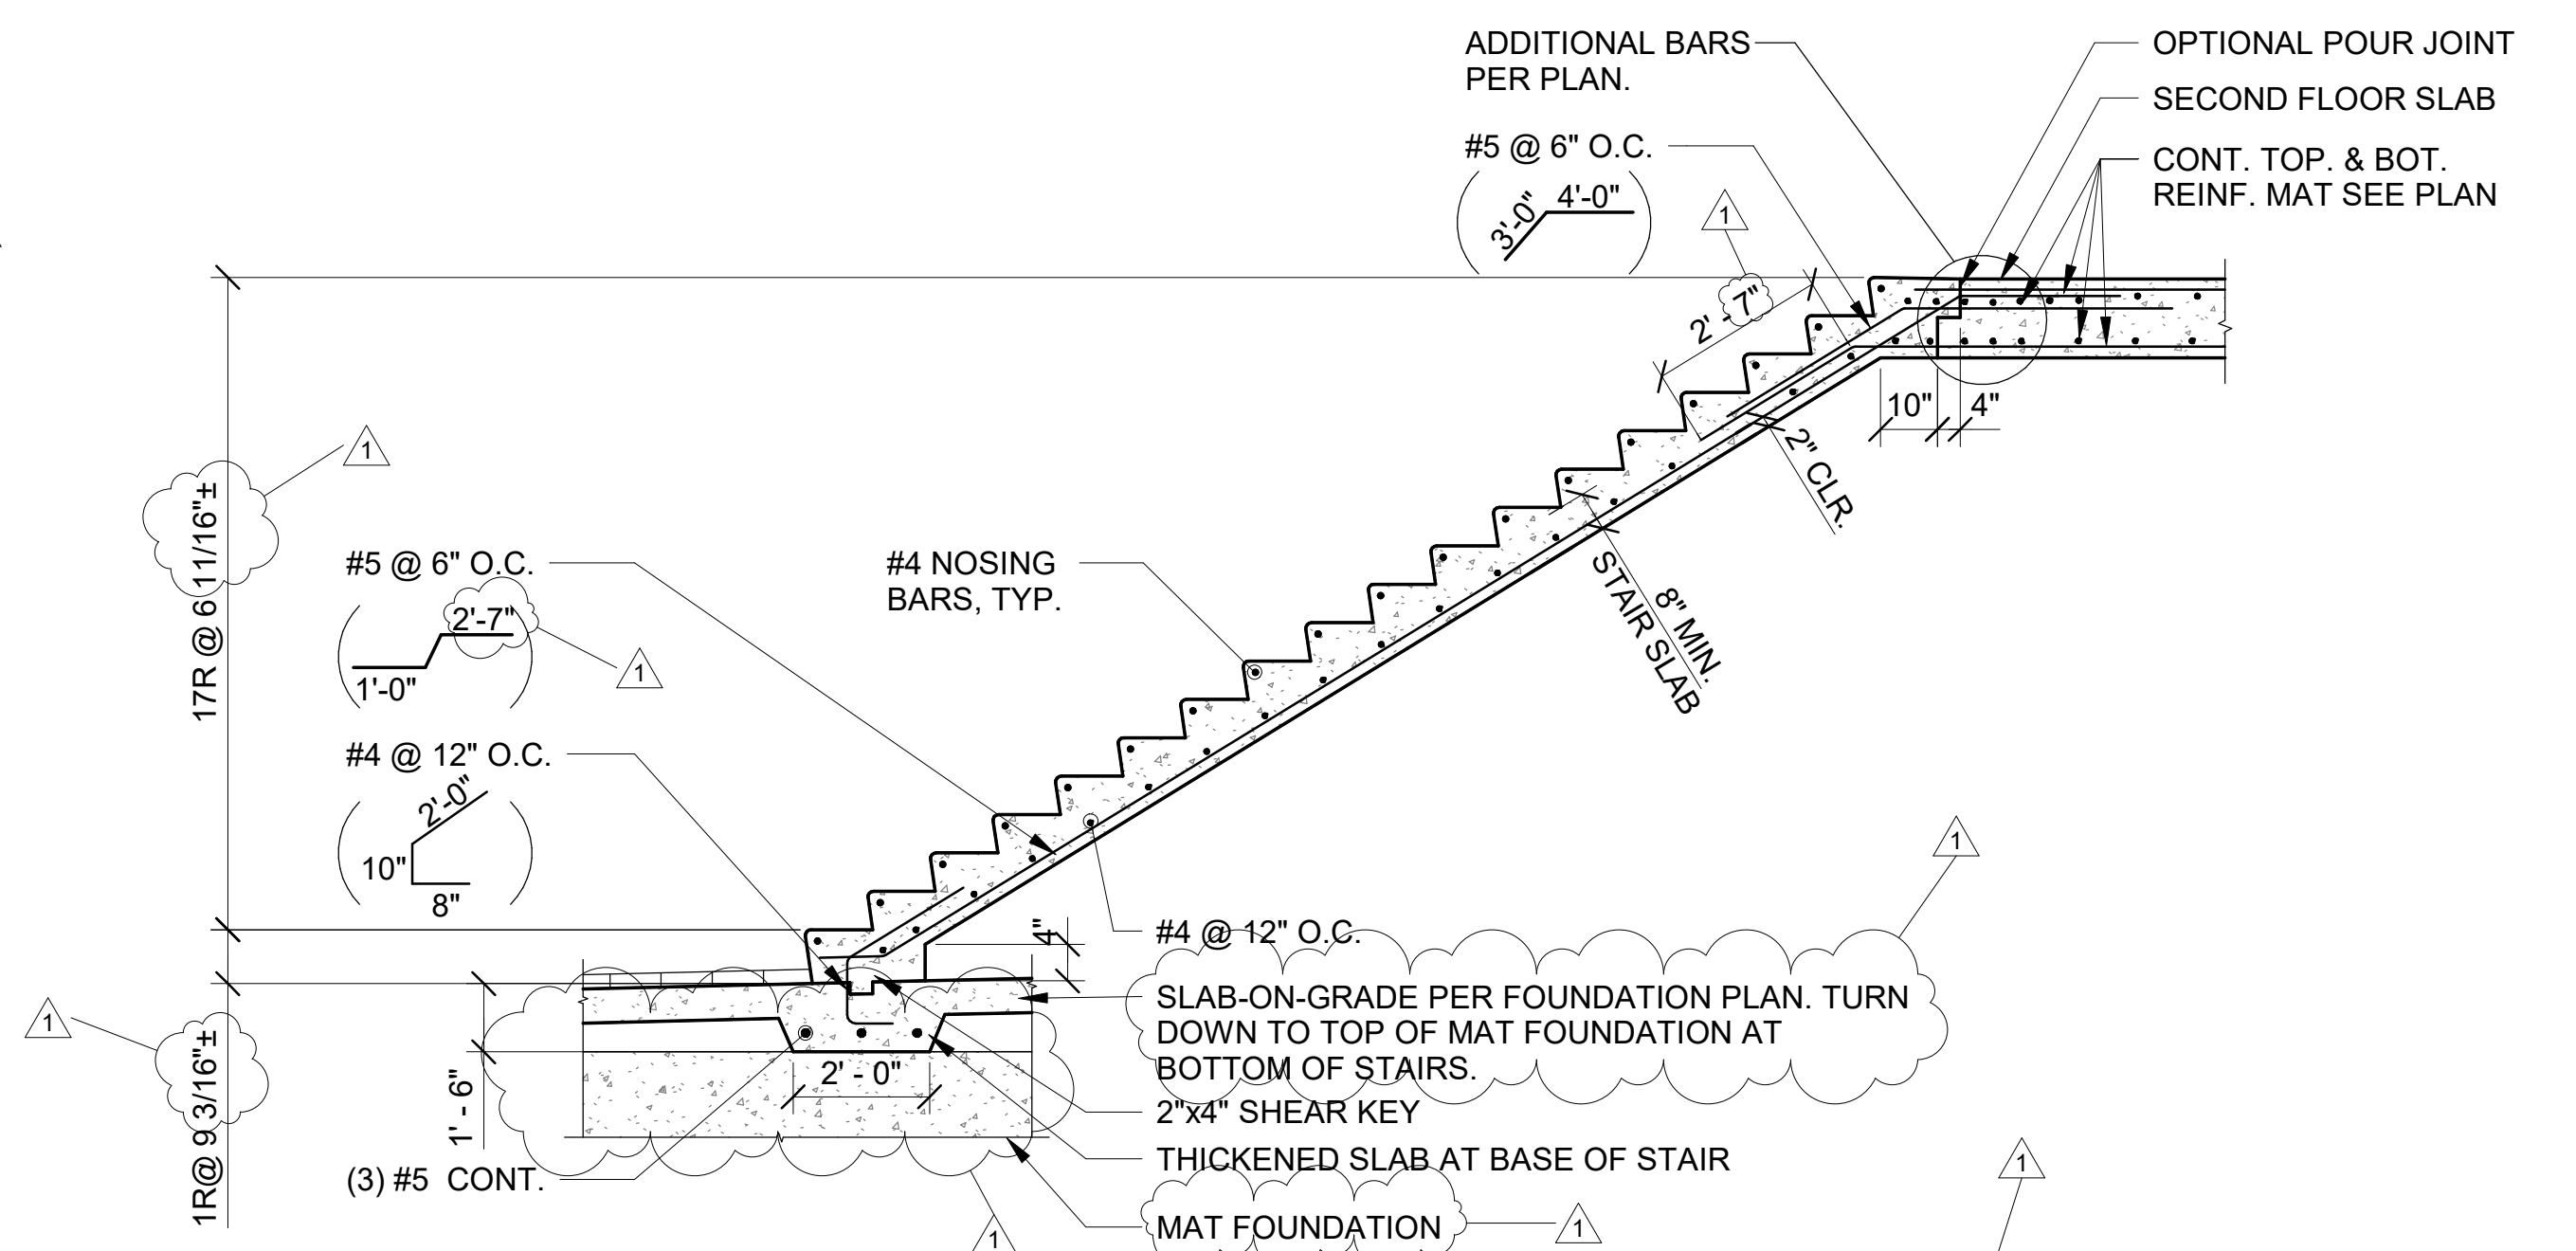 ADDITIONAL BARS
PER PLAN.
OPTIONAL POUR JOINT
SECOND FLOOR SLAB
CONT. TOP. & BOT.
REINF. MAT SEE PLAN
#5 @ 6" O.C.
3'-0"
4'-0"
1
2' - 7"
10"
4"
2" CLR.
8" MIN.
STAIR SLAB
1
17R @ 6 11/16"±
#5 @ 6" O.C.
2'-7"
1'-0"
1
#4 NOSING
BARS, TYP.
#4 @ 12" O.C.
2'-0"
10"
8"
4"
#4 @ 12" O.C.
1
SLAB-ON-GRADE PER FOUNDATION PLAN. TURN
DOWN TO TOP OF MAT FOUNDATION AT
BOTTOM OF STAIRS.
2"x4" SHEAR KEY
THICKENED SLAB AT BASE OF STAIR
MAT FOUNDATION
1
1
1
1R@ 9 3/16"±
1' - 6"
2' - 0"
(3) #5 CONT.
1
1